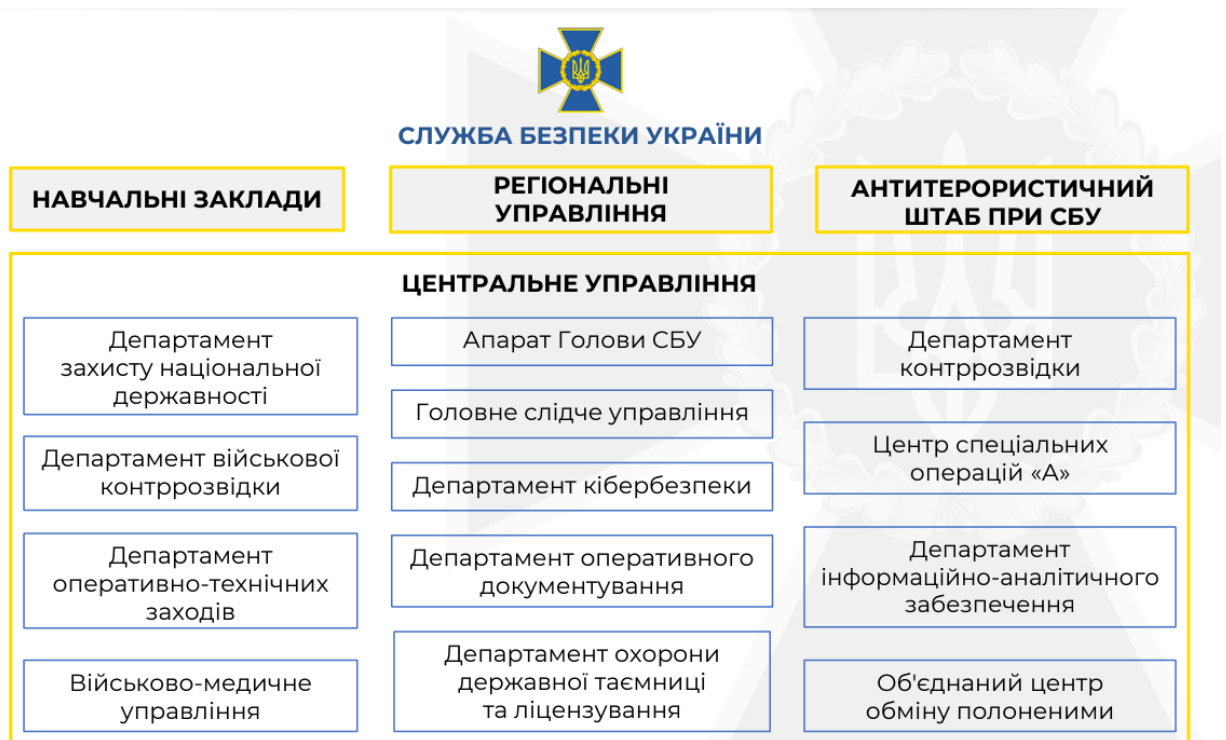 СЛУЖБА БЕЗПЕКИ УКРАЇНИ
НАВЧАЛЬНІ ЗАКЛАДИ
РЕГІОНАЛЬНІ
УПРАВЛІННЯ
АНТИТЕРОРИСТИЧНИЙ
ШТАБ ПРИ СБУ
ЦЕНТРАЛЬНЕ УПРАВЛІННЯ
Департамент
захисту національної
державності
Департамент військової
контррозвідки
Департамент
оперативно-технічних
заходів
Військово-медичне
управління
Апарат Голови СБУ
Головне слідче управління
Департамент кібербезпеки
Департамент оперативного
документування
Департамент охорони
державної таємниці
та ліцензування
Департамент
контррозвідки
Центр спеціальних
операцій «А»
Департамент
інформаційно-аналітичного
забезпечення
Об'єднаний центр
обміну полоненими